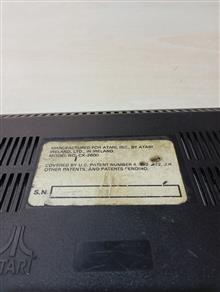 MANUFACTURED FOR ATARI, INC., BY ATARI
IRELAND, LTD., IN IRELAND.
MODEL NO. CX-2600
COVERED BY U.S. PATENT NUMBER 4,
OTHER PATENTS, AND PATENTS PENDING.
S.N.
ATARI